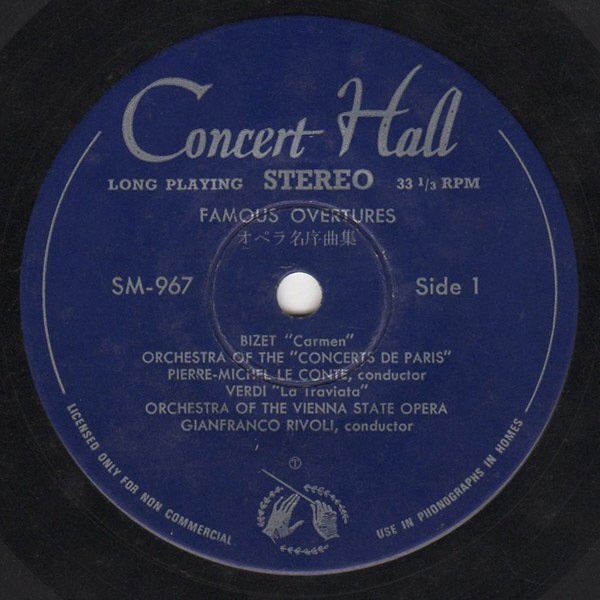 Concert Hall
LONG PLAYING STEREO 33 1/3 RPM
FAMOUS OVERTURES
オペラ名序曲集
SM-967 Side 1
BIZET "Carmen"
ORCHESTRA OF THE "CONCERTS DE PARIS"
PIERRE-MICHEL LE CONTE, conductor
VERDI "La Traviata"
ORCHESTRA OF THE VIENNA STATE OPERA
GIANFRANCO RIVOLI, conductor
Ⓣ
LICENSED ONLY FOR NON COMMERCIAL
USE IN PHONOGRAPHS IN HOMES